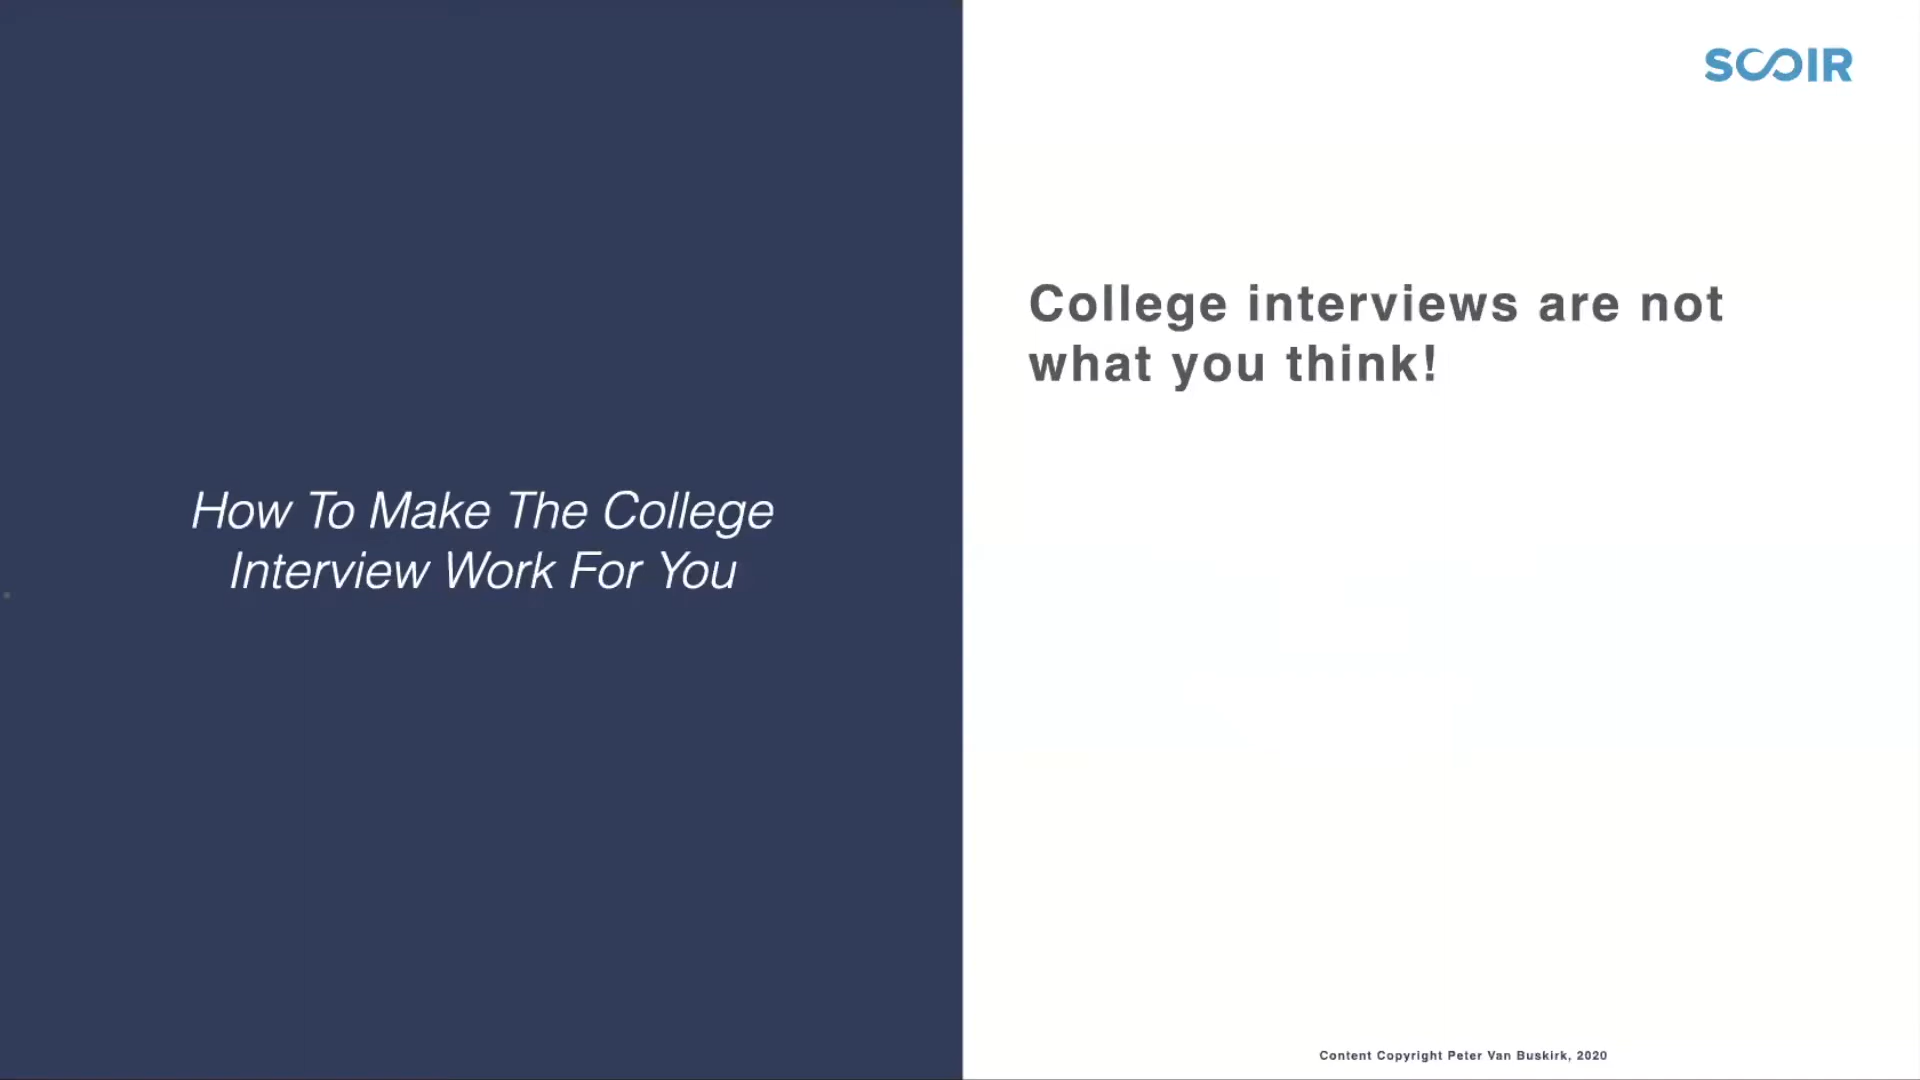 How To Make The College
Interview Work For You
SCOIR
College interviews are not
what you think!
Content Copyright Peter Van Buskirk, 2020